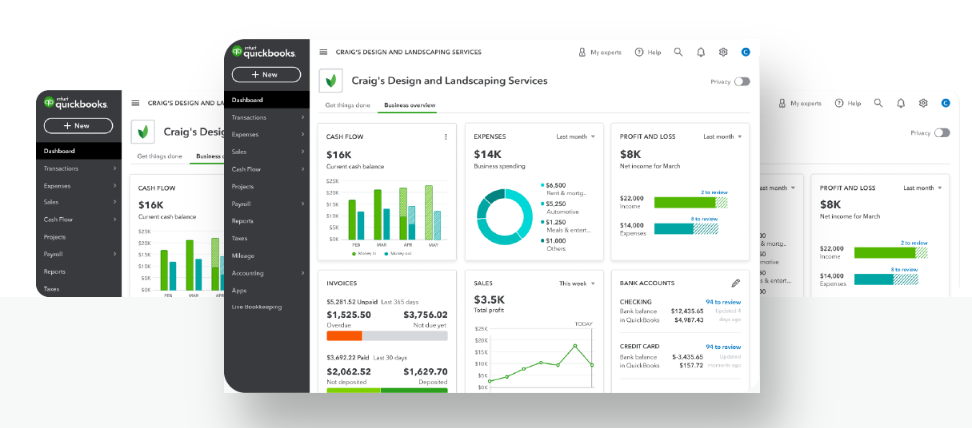 intuit
quickbooks.
+ New
Dashboard
Transactions
Expenses
Sales
Cash Flow
Projects
Payroll
Reports
Taxes
Mileage
Accounting
Apps
Live Bookkeeping
CRAIG'S DESIGN AND LANDSCAPING SERVICES
My experts
Help
C
Craig's Design and Landscaping Services
Privacy
Get things done
Business overview
CASH FLOW
$16K
Current cash balance
$25K
$20K
$15K
$10K
$5K
$0K
FEB MAR APR MAY
Money in Money out
EXPENSES Last month
$14K
Business spending
$6,500
Rent & mortg...
$5,250
Automotive
$1,250
Meals & entert...
$1,000
Others
PROFIT AND LOSS Last month
$8K
Net income for March
2 to review
$22,000
Income
8 to review
$14,000
Expenses
INVOICES
$5,281.52 Unpaid Last 365 days
$1,525.50 $3,756.02
Overdue Not due yet
$3,692.22 Paid Last 30 days
$2,062.52 $1,629.70
Not deposited Deposited
SALES This week
$3.5K
Total profit
TODAY
$25K
$20K
$15K
$10K
$5K
$0K
BANK ACCOUNTS
CHECKING 94 to review
Bank balance $12,435.65 Updated 4
in QuickBooks $4,987.43 days ago
CREDIT CARD 94 to review
Bank balance $-3,435.65 Updated
in QuickBooks $157.72 moments ago
intuit
quickbooks.
+ New
Dashboard
Transactions
Expenses
Sales
Cash Flow
Projects
Payroll
Reports
Taxes
CRAIG'S DESIGN AND LA
Craig's Desig
Get things done
Business
CASH FLOW
$16K
Current cash balance
$25K
$20K
$15K
$10K
$5K
$0K
FEB MAR APR
My experts
Help
C
Privacy
month
& mortg...
entert...
PROFIT AND LOSS Last month
$8K
Net income for March
2 to review
$22,000
Income
8 to review
$14,000
Expenses